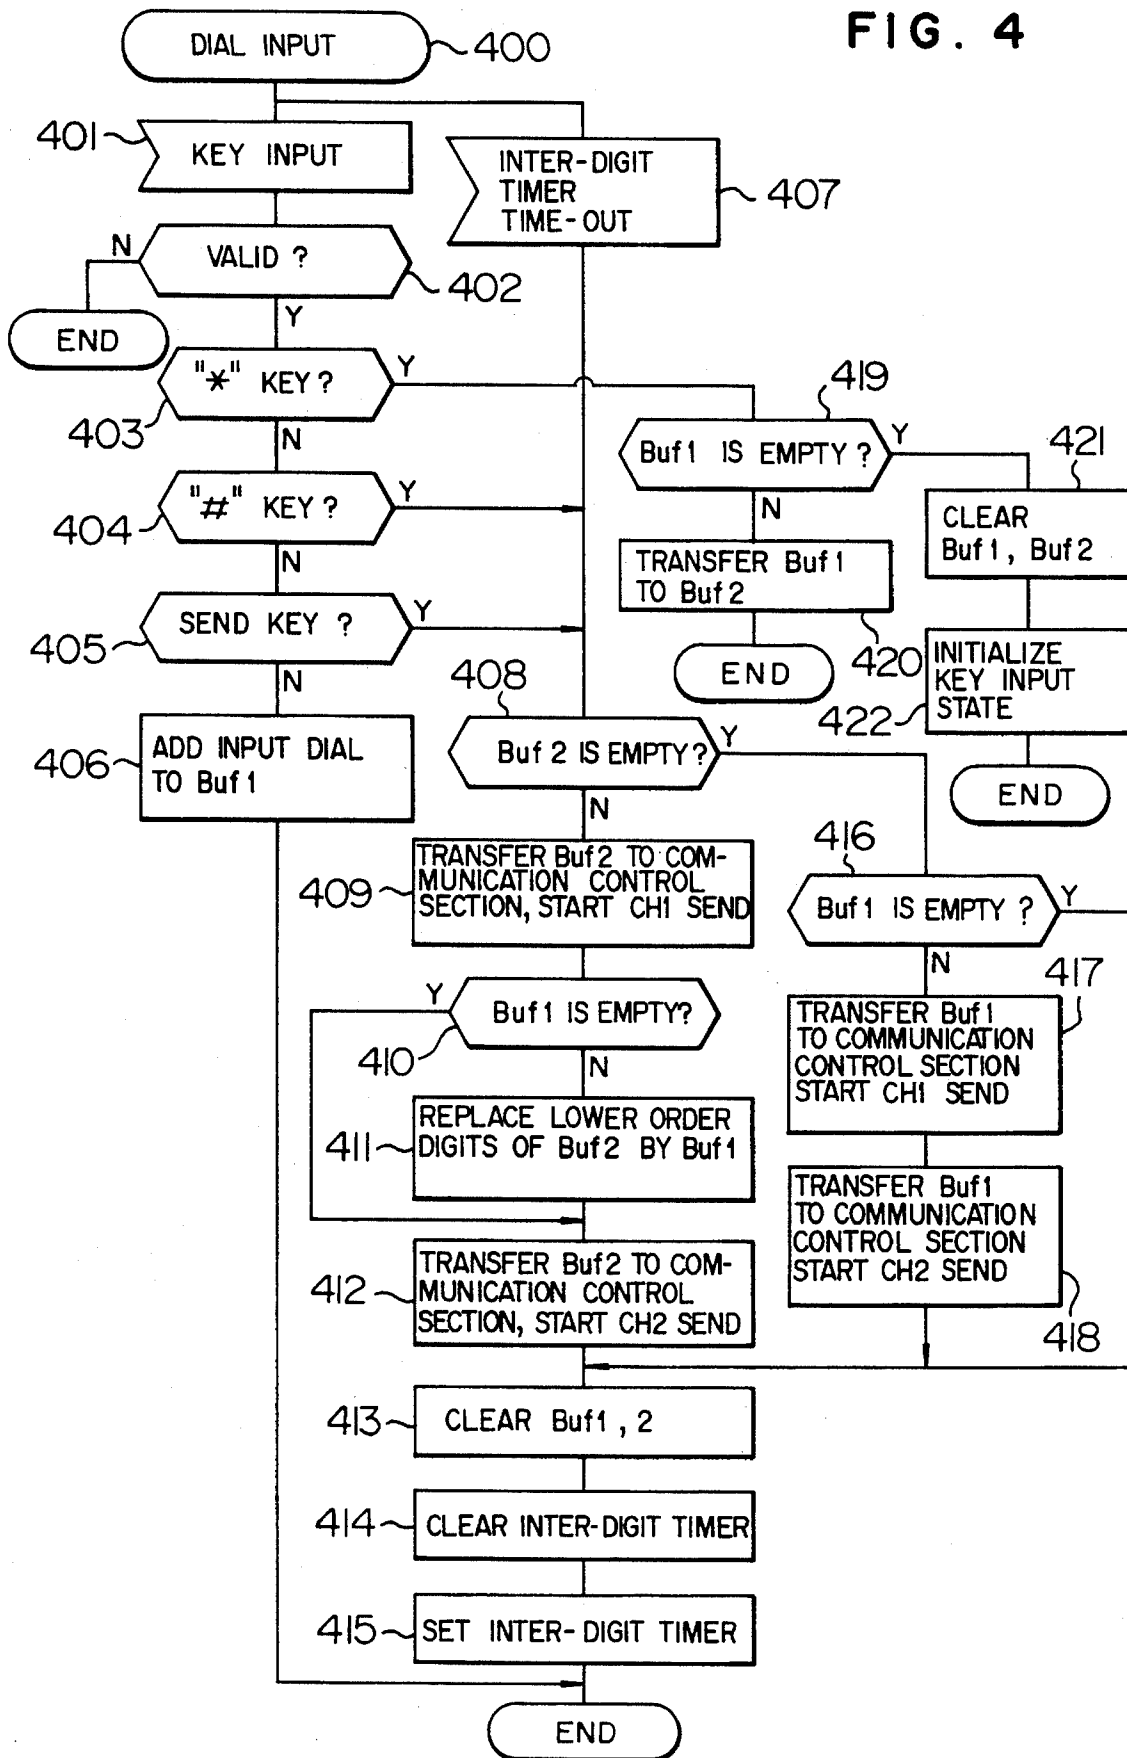 FIG. 4
DIAL INPUT
400
401
KEY INPUT
INTER-DIGIT
TIMER
TIME-OUT
407
N
VALID ?
402
Y
END
"*" KEY?
Y
403
N
419
Buf1 IS EMPTY?
Y
421
"#" KEY?
Y
404
N
N
CLEAR
Buf1, Buf2
TRANSFER Buf1
TO Buf2
420
END
SEND KEY ?
Y
405
N
INITIALIZE
KEY INPUT
STATE
422
END
408
Buf2 IS EMPTY?
Y
N
406
ADD INPUT DIAL
TO Buf1
409
TRANSFER Buf2 TO COM-
MUNICATION CONTROL
SECTION, START CH1 SEND
416
Buf1 IS EMPTY ?
Y
N
Y
Buf1 IS EMPTY?
410
N
417
TRANSFER Buf1
TO COMMUNICATION
CONTROL SECTION
START CH1 SEND
411
REPLACE LOWER ORDER
DIGITS OF Buf2 BY Buf1
TRANSFER Buf1
TO COMMUNICATION
CONTROL SECTION
START CH2 SEND
418
412
TRANSFER Buf2 TO COM-
MUNICATION CONTROL
SECTION, START CH2 SEND
413
CLEAR Buf1, 2
414
CLEAR INTER-DIGIT TIMER
415
SET INTER-DIGIT TIMER
END